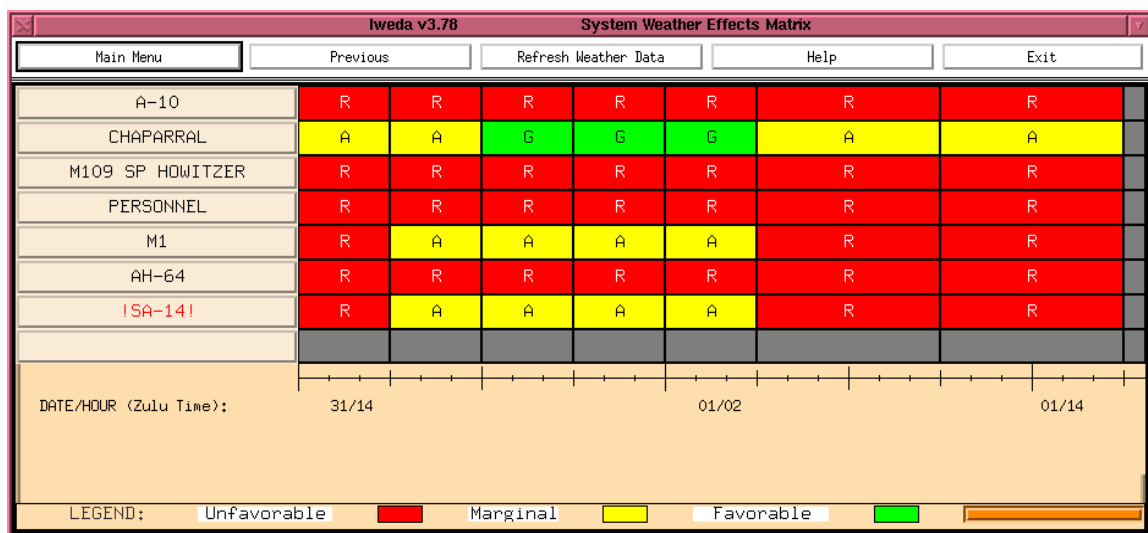 Iweda v3.78 System Weather Effects Matrix
Main Menu Previous Refresh Weather Data Help Exit
A-10 R R R R R R R
CHAPARRAL A A G G G A A
M109 SP HOWITZER R R R R R R R
PERSONNEL R R R R R R R
M1 R A A A A R R
AH-64 R R R R R R R
!SA-14! R A A A A R R
DATE/HOUR (Zulu Time): 31/14 01/02 01/14
LEGEND: Unfavorable Marginal Favorable